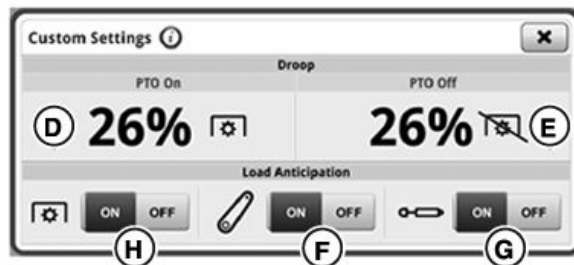 Custom Settings i
Droop
PTO On PTO Off
D 26% 26% E
Load Anticipation
ON OFF ON OFF ON OFF
H F G